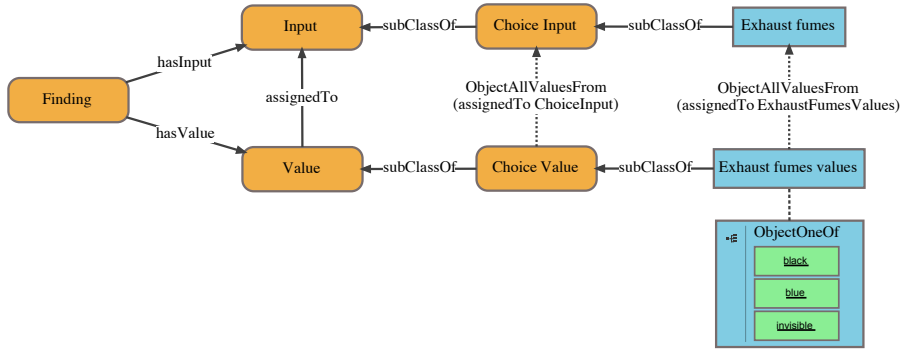 Input
subClassOf
Choice Input
subClassOf
Exhaust fumes
hasInput
Finding
assignedTo
ObjectAllValuesFrom
(assignedTo ChoiceInput)
ObjectAllValuesFrom
(assignedTo ExhaustFumesValues)
hasValue
Value
subClassOf
Choice Value
subClassOf
Exhaust fumes values
ObjectOneOf
black
blue
invisible